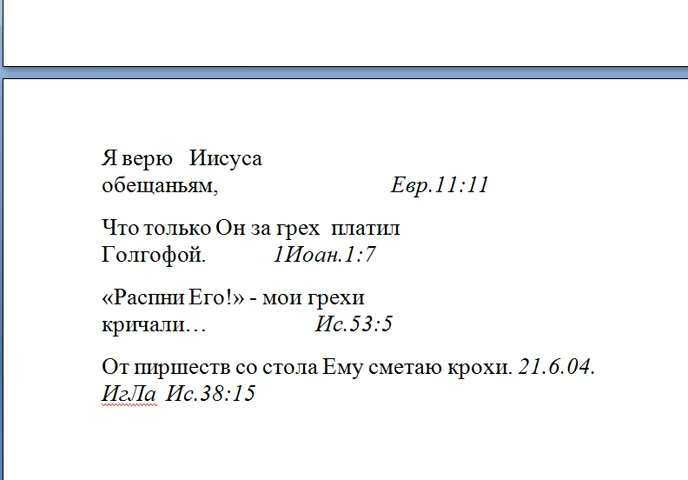 Я верю Иисуса
обещаньям, Евр.11:11
Что только Он за грех платил
Голгофой. 1Иоан.1:7
«Распни Его!» - мои грехи
кричали… Ис.53:5
От пиршеств со стола Ему сметаю крохи. 21.6.04.
ИгЛа Ис.38:15